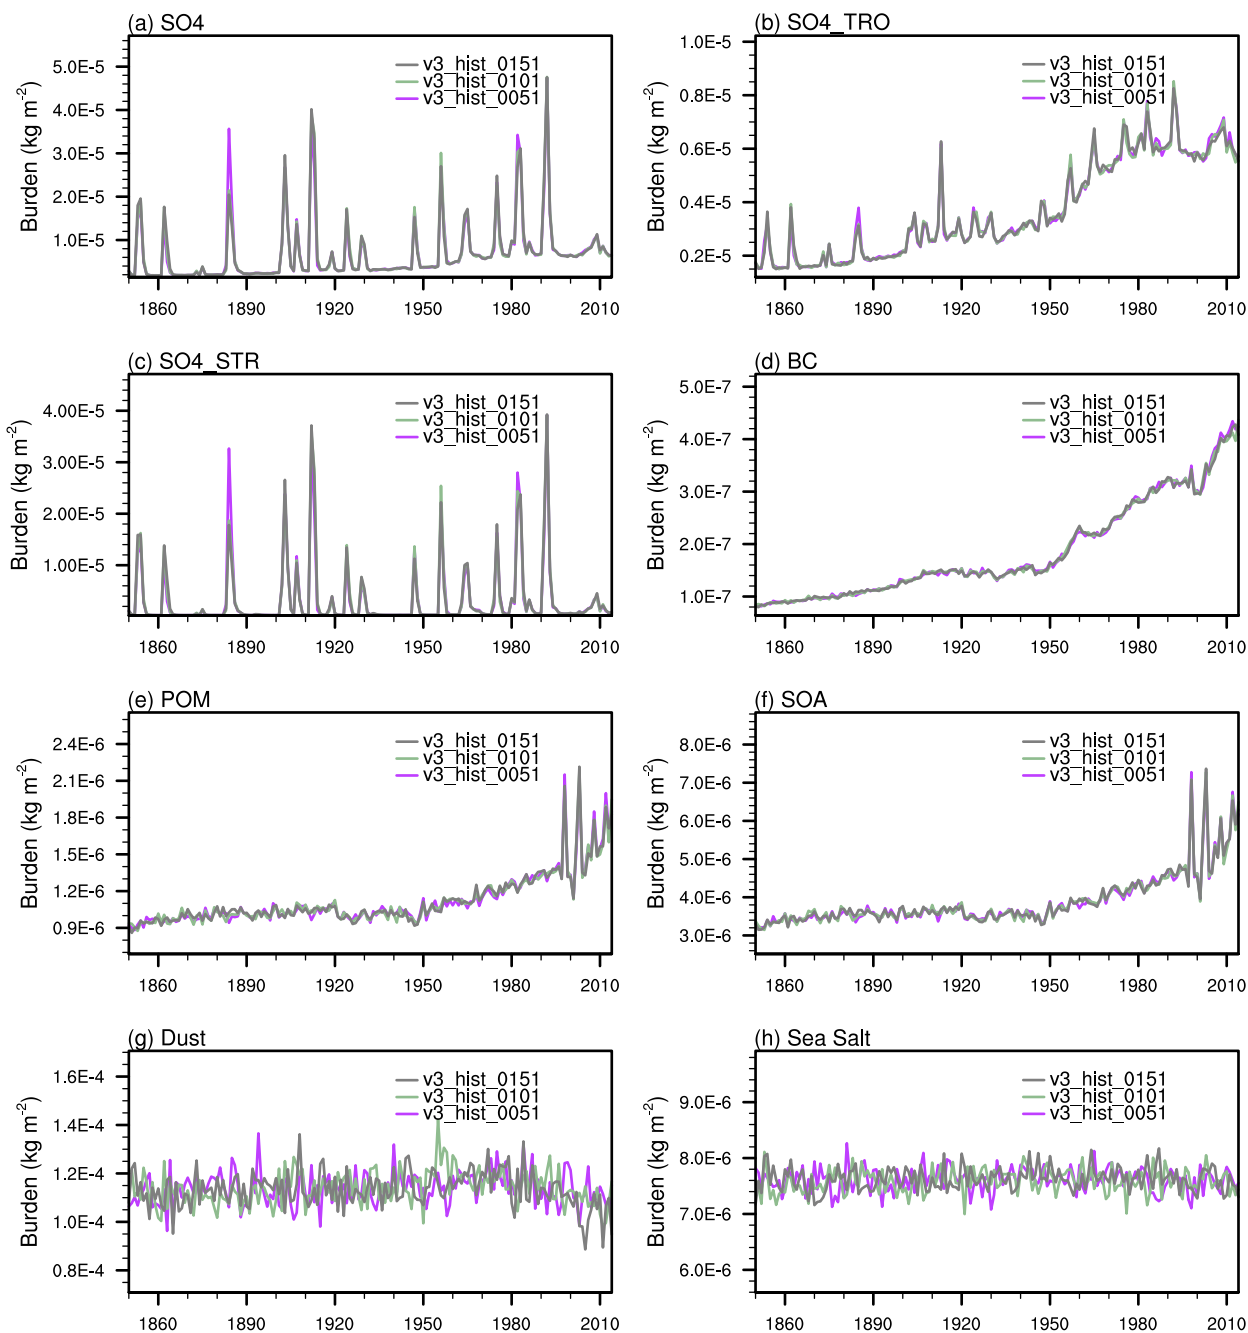 (a) SO4
Burden (kg m-2)
5.0E-5
4.0E-5
3.0E-5
2.0E-5
1.0E-5
v3_hist_0151
v3_hist_0101
v3_hist_0051
1860 1890 1920 1950 1980 2010
(b) SO4_TRO
Burden (kg m-2)
1.0E-5
0.8E-5
0.6E-5
0.4E-5
0.2E-5
v3_hist_0151
v3_hist_0101
v3_hist_0051
1860 1890 1920 1950 1980 2010
(c) SO4_STR
Burden (kg m-2)
4.00E-5
3.00E-5
2.00E-5
1.00E-5
v3_hist_0151
v3_hist_0101
v3_hist_0051
1860 1890 1920 1950 1980 2010
(d) BC
Burden (kg m-2)
5.0E-7
4.0E-7
3.0E-7
2.0E-7
1.0E-7
v3_hist_0151
v3_hist_0101
v3_hist_0051
1860 1890 1920 1950 1980 2010
(e) POM
Burden (kg m-2)
2.4E-6
2.1E-6
1.8E-6
1.5E-6
1.2E-6
0.9E-6
v3_hist_0151
v3_hist_0101
v3_hist_0051
1860 1890 1920 1950 1980 2010
(f) SOA
Burden (kg m-2)
8.0E-6
7.0E-6
6.0E-6
5.0E-6
4.0E-6
3.0E-6
v3_hist_0151
v3_hist_0101
v3_hist_0051
1860 1890 1920 1950 1980 2010
(g) Dust
Burden (kg m-2)
1.6E-4
1.4E-4
1.2E-4
1.0E-4
0.8E-4
v3_hist_0151
v3_hist_0101
v3_hist_0051
1860 1890 1920 1950 1980 2010
(h) Sea Salt
Burden (kg m-2)
9.0E-6
8.0E-6
7.0E-6
6.0E-6
v3_hist_0151
v3_hist_0101
v3_hist_0051
1860 1890 1920 1950 1980 2010